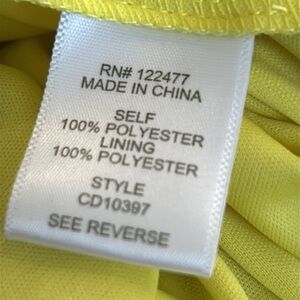 RN# 122477
MADE IN CHINA
SELF
100% POLYESTER
LINING
100% POLYESTER
STYLE
CD10397
SEE REVERSE